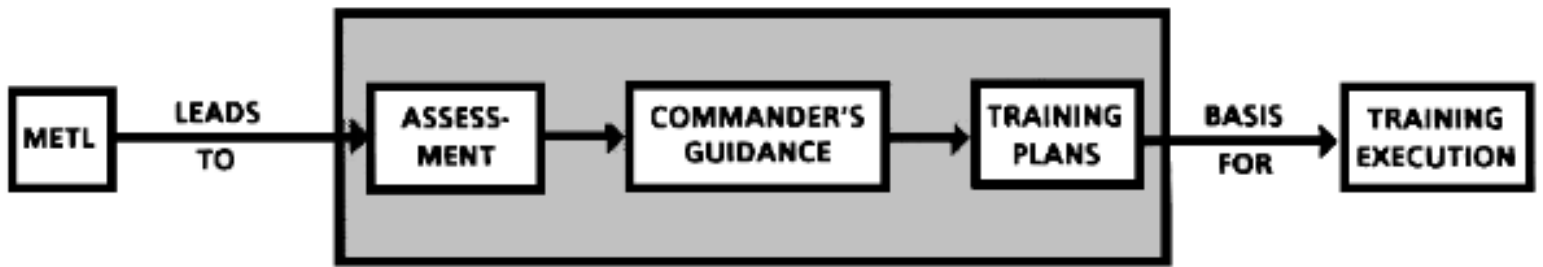 METL
LEADS
TO
ASSESS-
MENT
COMMANDER'S
GUIDANCE
TRAINING
PLANS
BASIS
FOR
TRAINING
EXECUTION